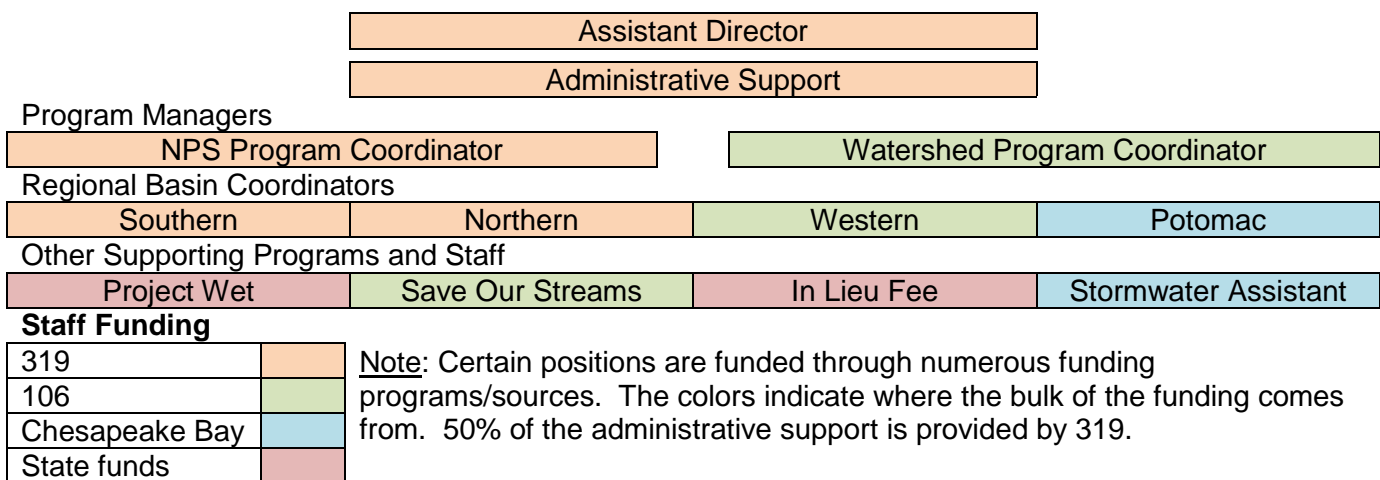 Assistant Director
Administrative Support
Program Managers
NPS Program Coordinator Watershed Program Coordinator
Regional Basin Coordinators
Southern Northern Western Potomac
Other Supporting Programs and Staff
Project Wet Save Our Streams In Lieu Fee Stormwater Assistant
Staff Funding
319
106
Chesapeake Bay
State funds
Note: Certain positions are funded through numerous funding
programs/sources. The colors indicate where the bulk of the funding comes
from. 50% of the administrative support is provided by 319.